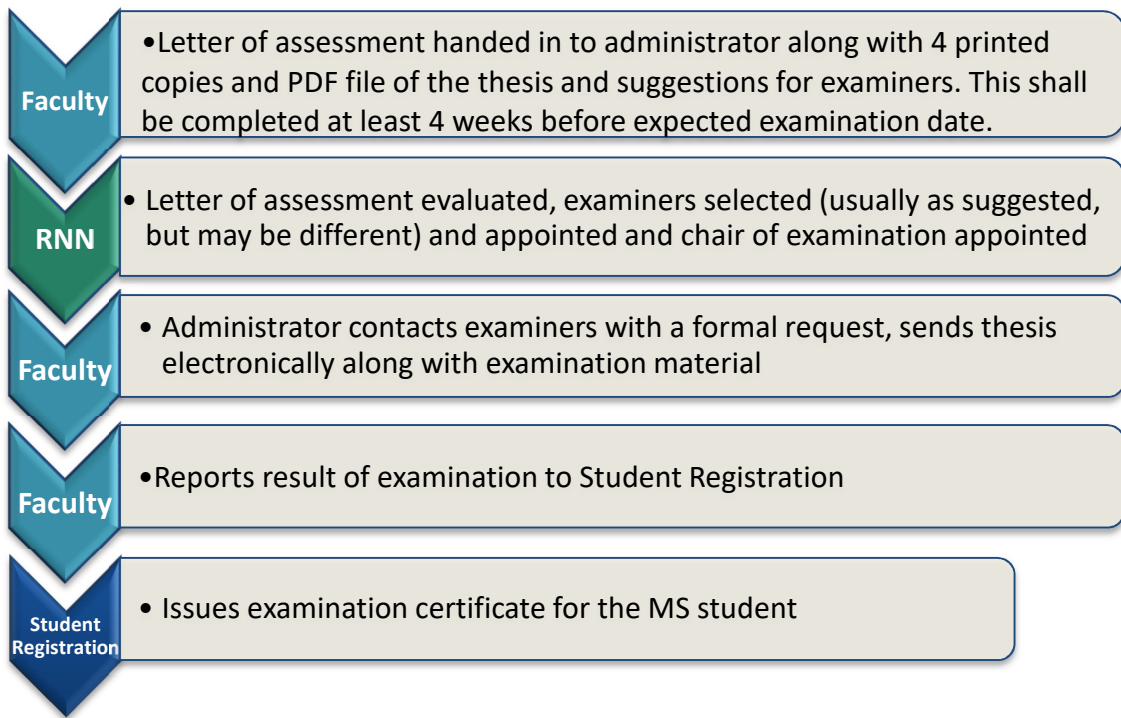 Faculty
•Letter of assessment handed in to administrator along with 4 printed
copies and PDF file of the thesis and suggestions for examiners. This shall
be completed at least 4 weeks before expected examination date.
RNN
• Letter of assessment evaluated, examiners selected (usually as suggested,
but may be different) and appointed and chair of examination appointed
Faculty
• Administrator contacts examiners with a formal request, sends thesis
electronically along with examination material
Faculty
•Reports result of examination to Student Registration
Student
Registration
• Issues examination certificate for the MS student